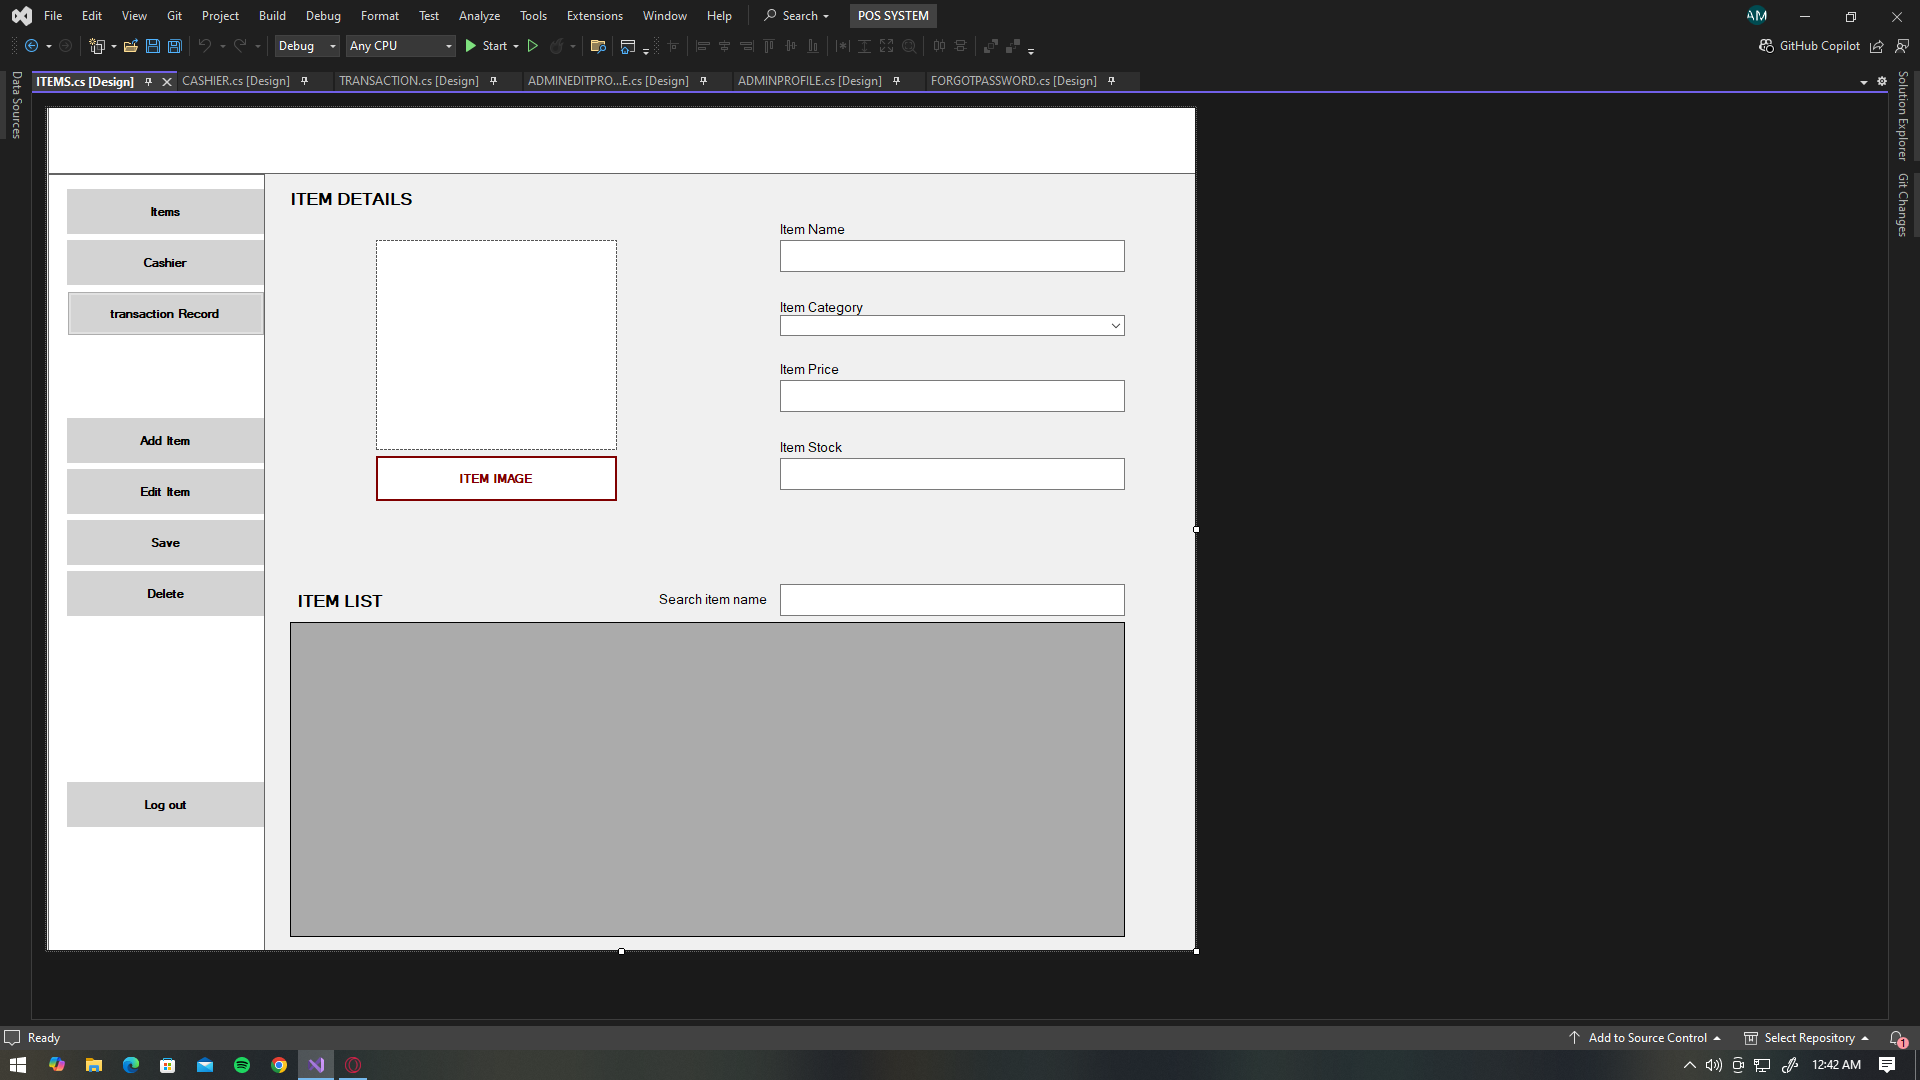 File Edit View Git Project Build Debug Format Test Analyze Tools Extensions Window Help Search POS SYSTEM AM
Debug Any CPU Start GitHub Copilot
ITEMS.cs [Design] CASHIER.cs [Design] TRANSACTION.cs [Design] ADMINEDITPRO...E.cs [Design] ADMINPROFILE.cs [Design] FORGOTPASSWORD.cs [Design]
Data Sources
Solution Explorer
Git Changes
Items
Cashier
transaction Record
Add Item
Edit Item
Save
Delete
Log out
ITEM DETAILS
ITEM IMAGE
Item Name
Item Category
Item Price
Item Stock
ITEM LIST
Search item name
Ready
Add to Source Control Select Repository 1
12:42 AM